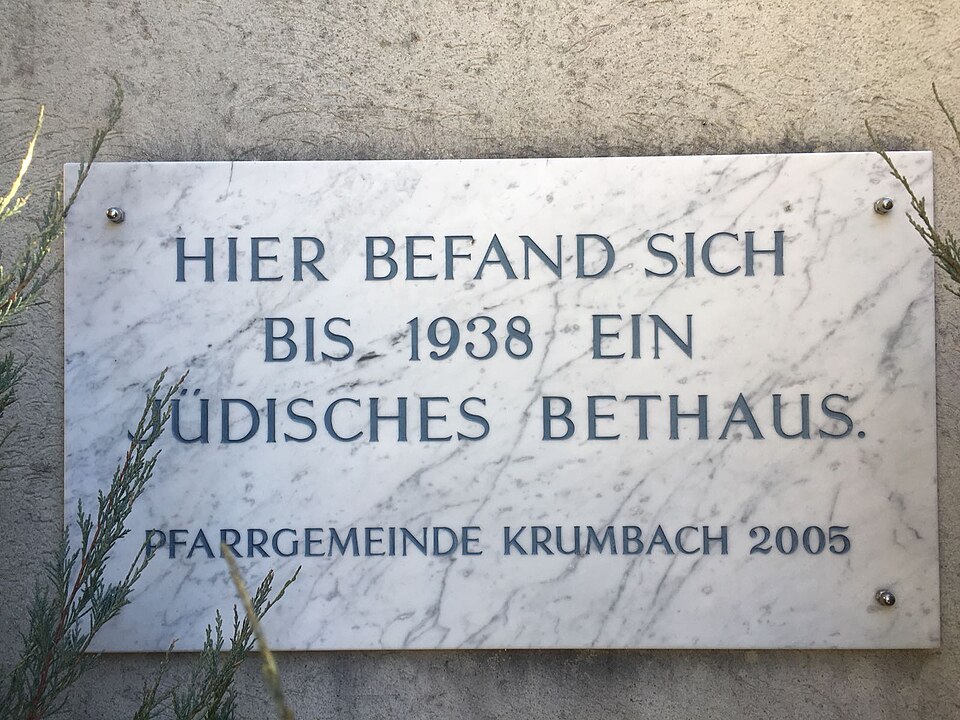 HIER BEFAND SICH
BIS 1938 EIN
JÜDISCHES BETHAUS.
PFARRGEMEINDE KRUMBACH 2005